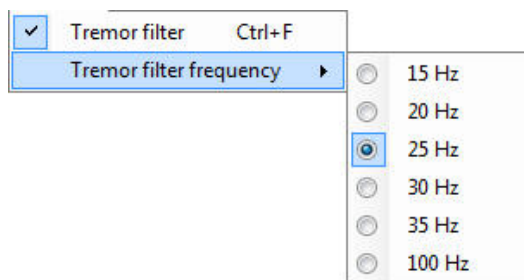 Tremor filter Ctrl+F
Tremor filter frequency
15 Hz
20 Hz
25 Hz
30 Hz
35 Hz
100 Hz